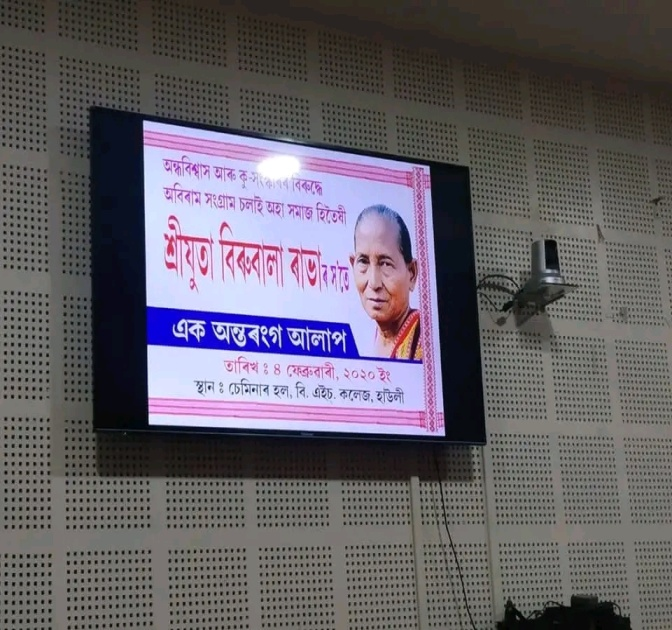 অন্ধবিশ্বাস আৰু কু-সংস্কাৰৰ বিৰুদ্ধে
অবিৰাম সংগ্ৰাম চলাই অহা সমাজ হিতৈষী
শ্ৰীযুতা বিৰুবালা ৰাভাৰ স'তে
এক অন্তৰংগ আলাপ
তাৰিখ : ৪ ফেব্ৰুৱাৰী, ২০২০ ইং
স্থান : চেমিনাৰ হল, বি. এইচ. কলেজ, হাউলী